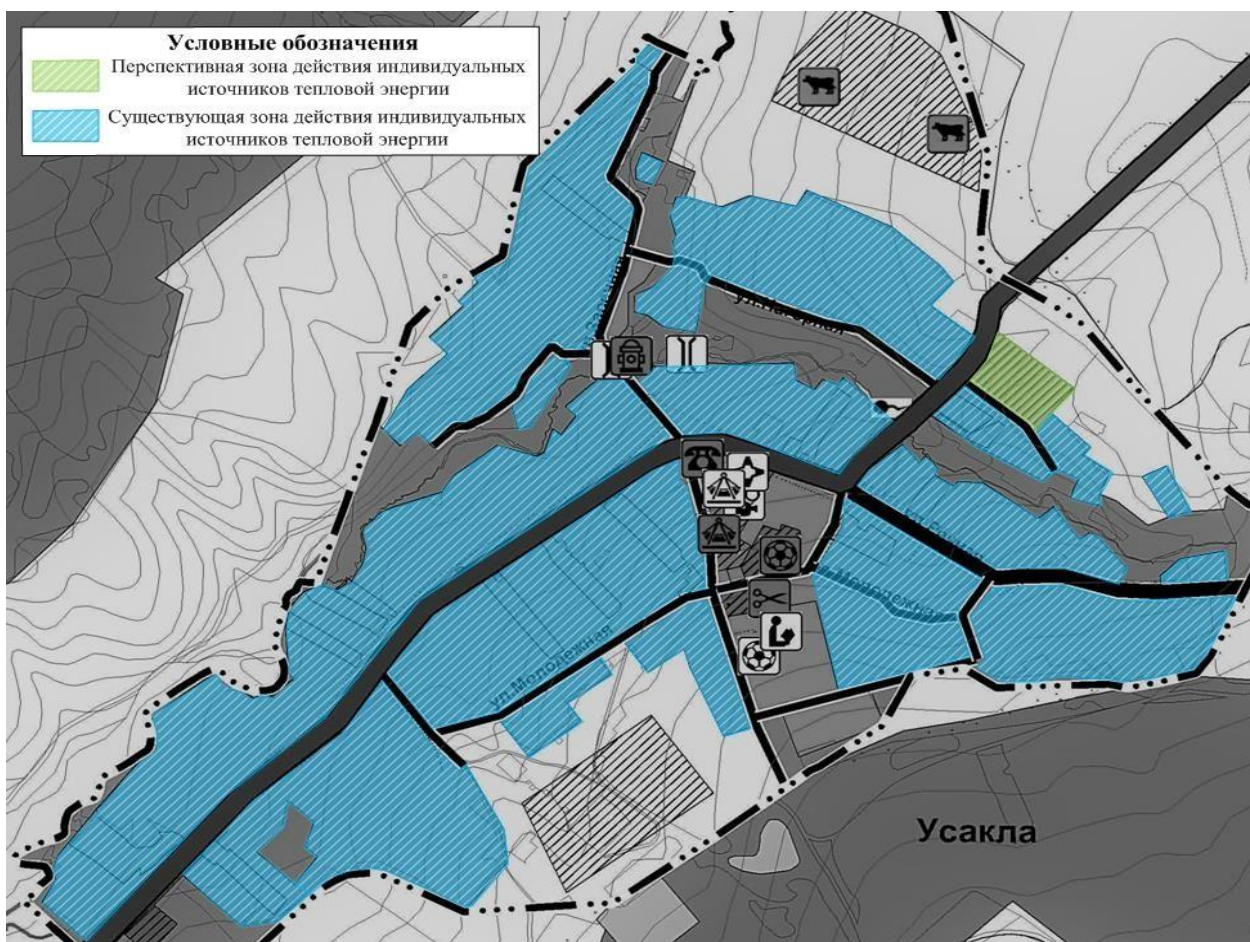 Условные обозначения
Перспективная зона действия индивидуальных
источников тепловой энергии
Существующая зона действия индивидуальных
источников тепловой энергии
ул.Нагорная
ул.Молодежная
Усакла